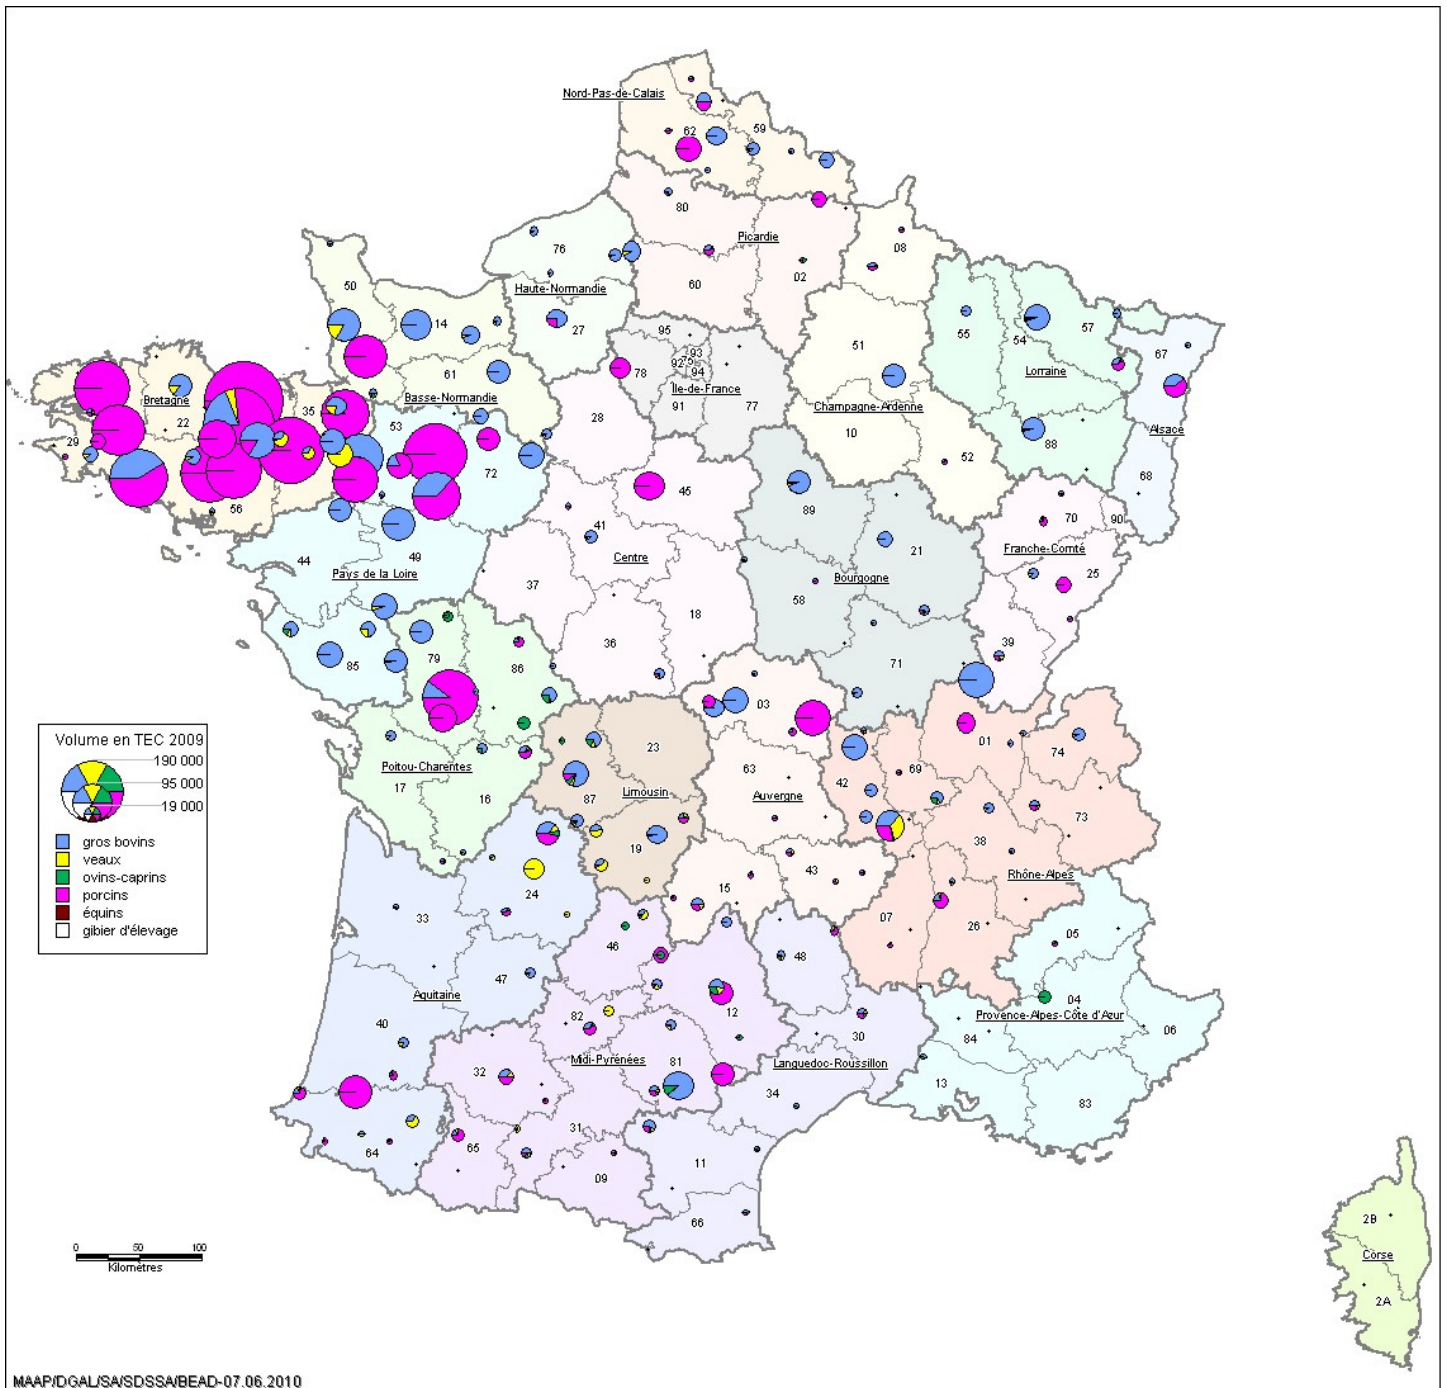 Nord-Pas-de-Calais
62
59
80
Picardie
76
08
60
02
Haute-Normandie
50
14
27
55
54
57
67
95
51
93
75
92
94
78
Île-de-France
Lorraine
61
Bretagne
Basse-Normandie
91
77
Champagne-Ardenne
35
22
53
28
10
88
Alsace
29
72
52
68
45
56
89
70
90
41
21
44
49
Centre
Franche-Comté
Pays de la Loire
37
58
Bourgogne
25
18
36
39
85
79
86
71
03
Volume en TEC 2009
190 000
95 000
19 000
gros bovins
veaux
ovins-caprins
porcins
équins
gibier d'élevage
23
01
74
Poitou-Charentes
63
42
69
17
16
87
Limousin
Auvergne
73
19
38
43
Rhône-Alpes
24
15
07
33
26
05
46
48
47
Aquitaine
12
04
Provence-Alpes-Côte d'Azur
40
82
06
30
84
Midi-Pyrénées
81
Languedoc-Roussillon
32
13
34
83
31
64
65
11
09
66
2B
0 50 100
Kilomètres
Corse
2A
MAAP/DGAL/SA/SDSSA/BEAD-07.06.2010